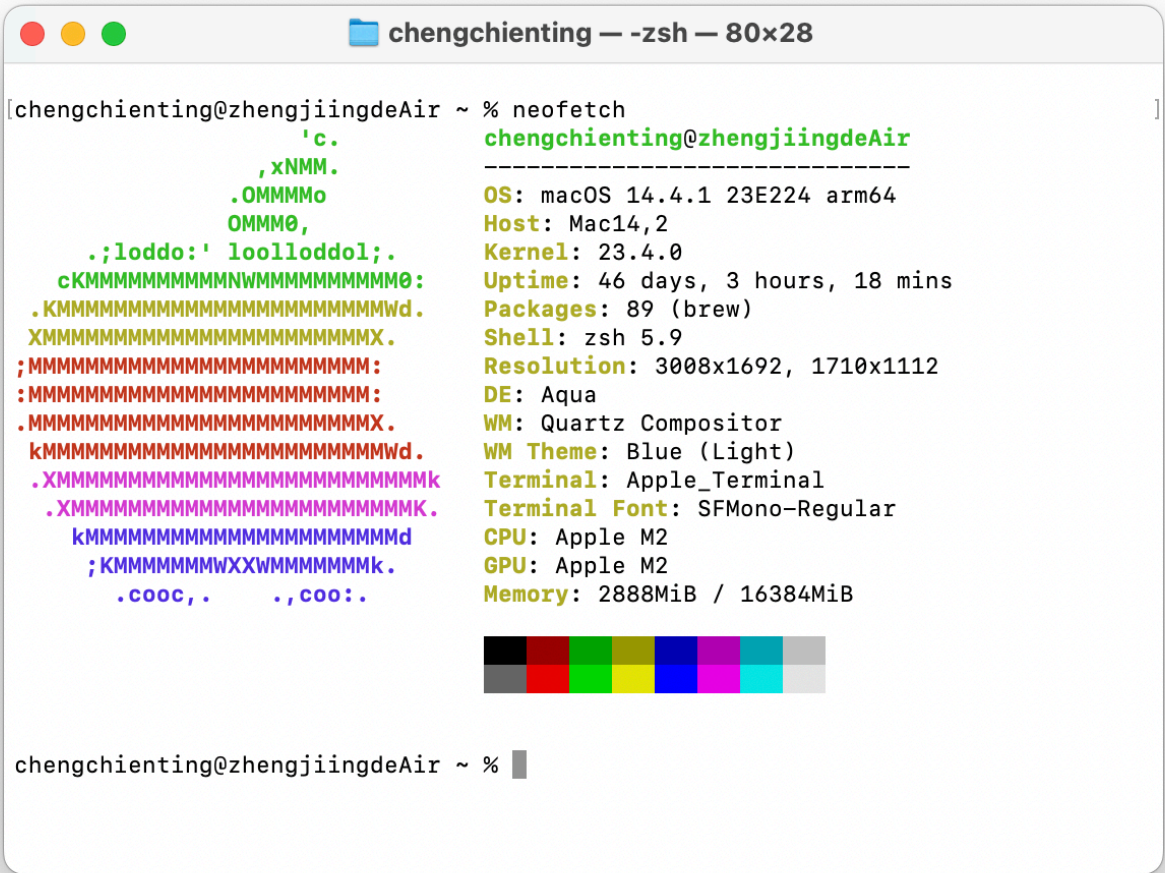 chengchienting — -zsh — 80×28
[chengchienting@zhengjiingdeAir ~ % neofetch ]
'c. chengchienting@zhengjiingdeAir
,xNMM. ------------------------------
.OMMMMo OS: macOS 14.4.1 23E224 arm64
OMMM0, Host: Mac14,2
.;loddo:' loolloddol;. Kernel: 23.4.0
cKMMMMMMMMMMNWMMMMMMMMMM0: Uptime: 46 days, 3 hours, 18 mins
.KMMMMMMMMMMMMMMMMMMMMMMMWd. Packages: 89 (brew)
XMMMMMMMMMMMMMMMMMMMMMMMX. Shell: zsh 5.9
;MMMMMMMMMMMMMMMMMMMMMMMM: Resolution: 3008x1692, 1710x1112
:MMMMMMMMMMMMMMMMMMMMMMMM: DE: Aqua
.MMMMMMMMMMMMMMMMMMMMMMMMX. WM: Quartz Compositor
kMMMMMMMMMMMMMMMMMMMMMMMMWd. WM Theme: Blue (Light)
.XMMMMMMMMMMMMMMMMMMMMMMMMMMk Terminal: Apple_Terminal
.XMMMMMMMMMMMMMMMMMMMMMMMMK. Terminal Font: SFMono-Regular
kMMMMMMMMMMMMMMMMMMMMMMd CPU: Apple M2
;KMMMMMMMWXXWMMMMMMMk. GPU: Apple M2
.cooc,. .,coo:. Memory: 2888MiB / 16384MiB
chengchienting@zhengjiingdeAir ~ %